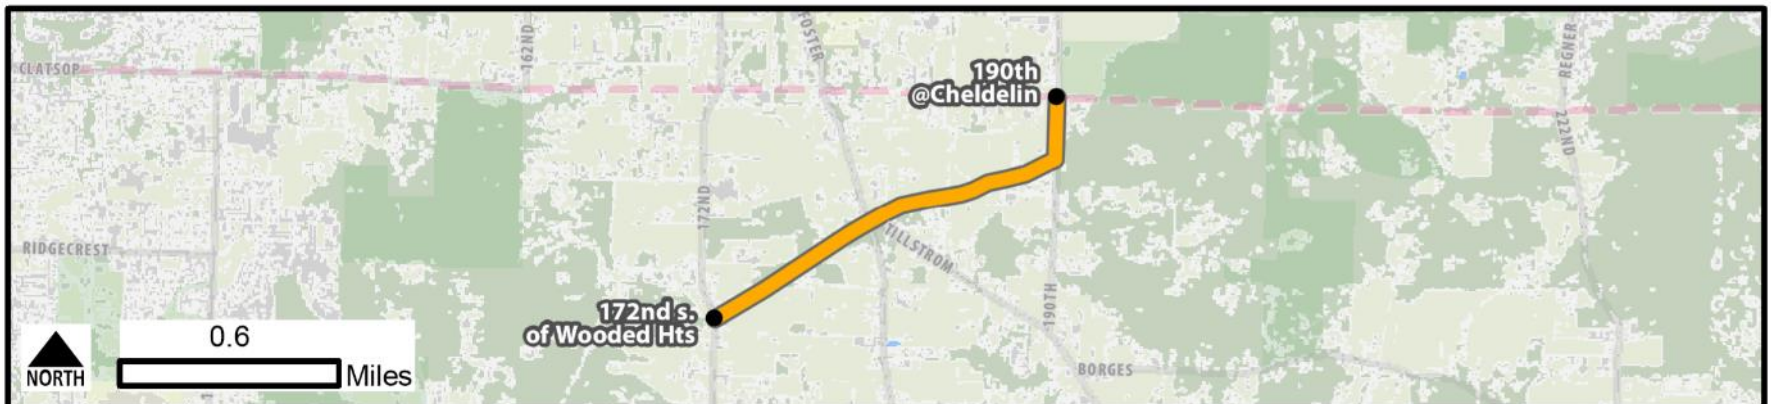 CLATSOP
162ND
FOSTER
190th
@Cheldelin
REGNER
222ND
172ND
RIDGECREST
TILLSTROM
172nd s.
of Wooded Hts
190TH
BORGES
0.6
Miles
NORTH